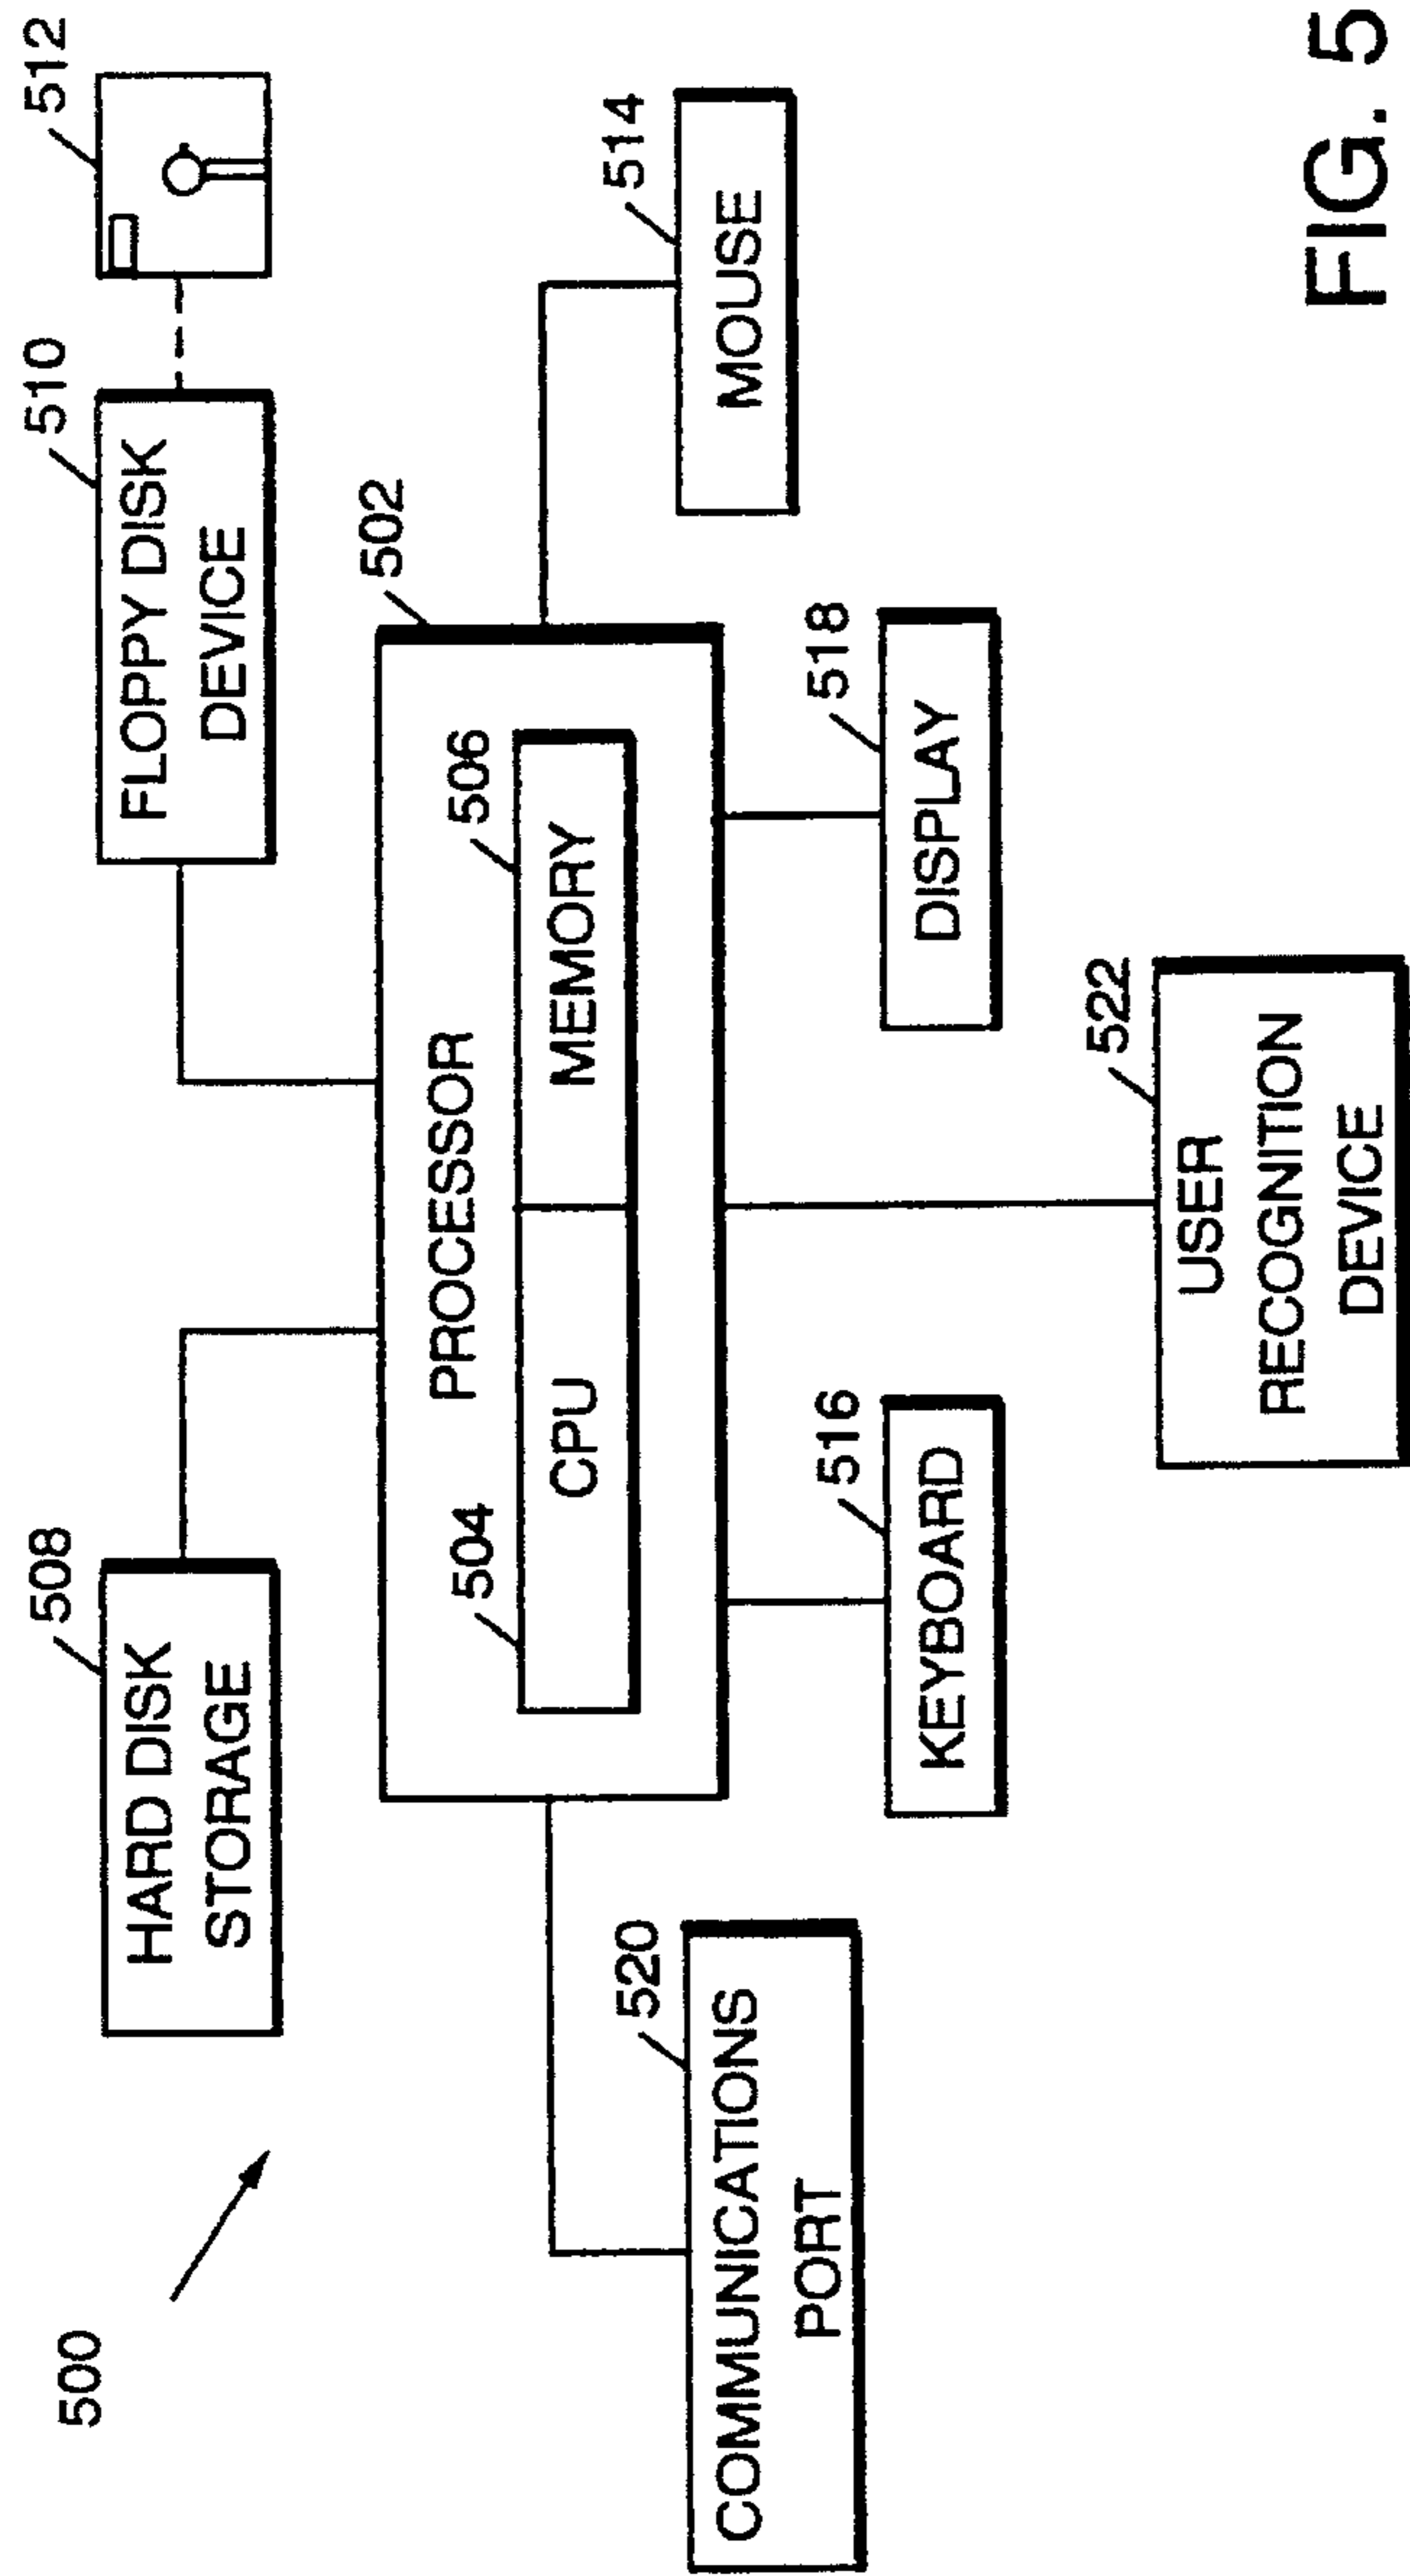 500
508
HARD DISK
STORAGE
510
FLOPPY DISK
DEVICE
512
502
PROCESSOR
504
CPU
506
MEMORY
520
COMMUNICATIONS
PORT
516
KEYBOARD
518
DISPLAY
514
MOUSE
522
USER
RECOGNITION
DEVICE
FIG. 5